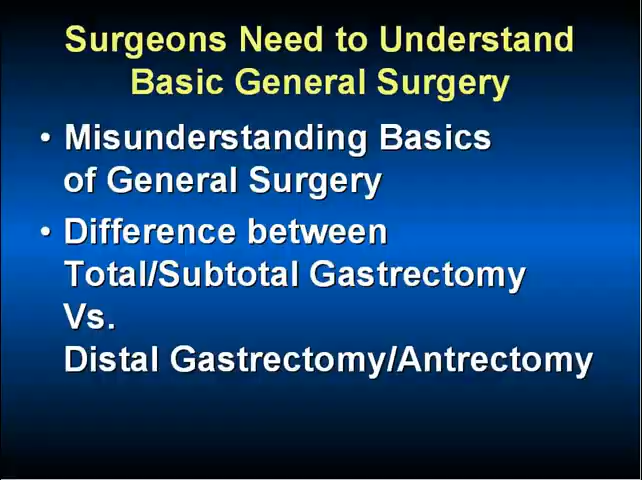 Surgeons Need to Understand
Basic General Surgery
• Misunderstanding Basics
of General Surgery
• Difference between
Total/Subtotal Gastrectomy
Vs.
Distal Gastrectomy/Antrectomy